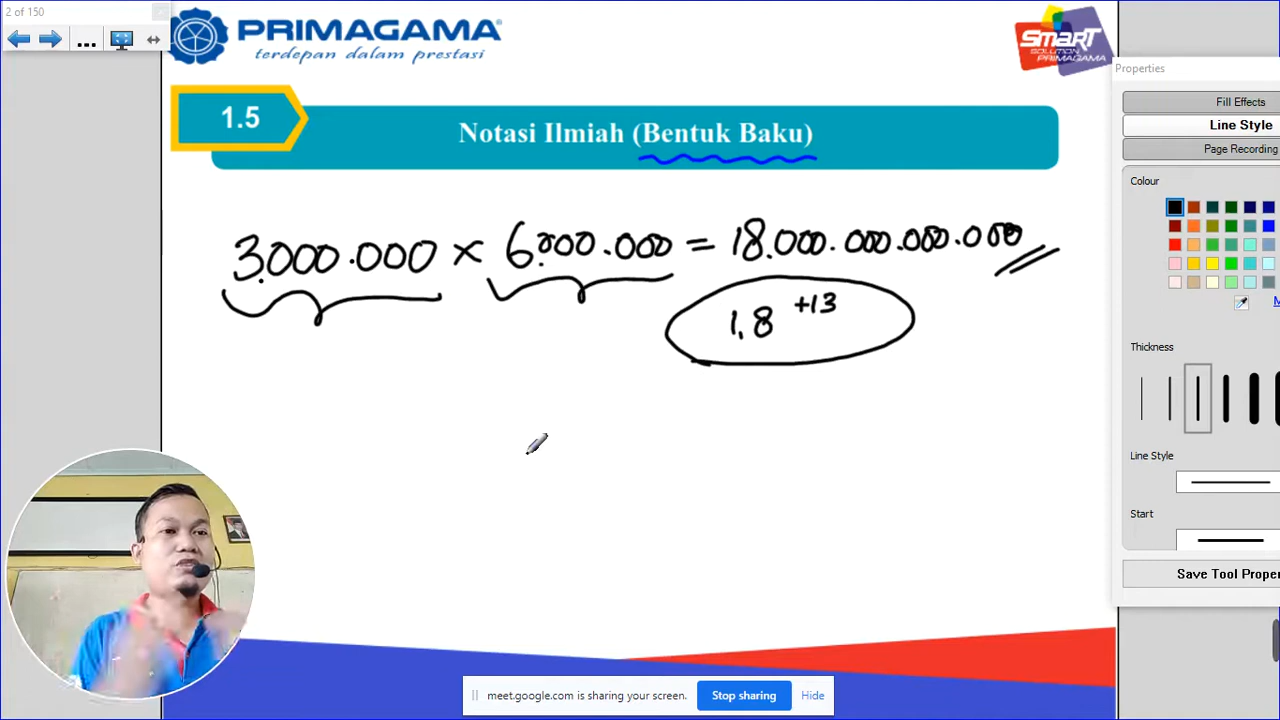 2 of 150
PRIMAGAMA®
terdepan dalam prestasi
SMART
SOLUTION
PRIMAGAMA
Properties
Fill Effects
Line Style
Page Recording
1.5
Notasi Ilmiah (Bentuk Baku)
Colour
3.000.000 × 6.000.000 = 18.000.000.000.000
1,8 +13
Thickness
Line Style
Start
Save Tool Proper
meet.google.com is sharing your screen.
Stop sharing
Hide